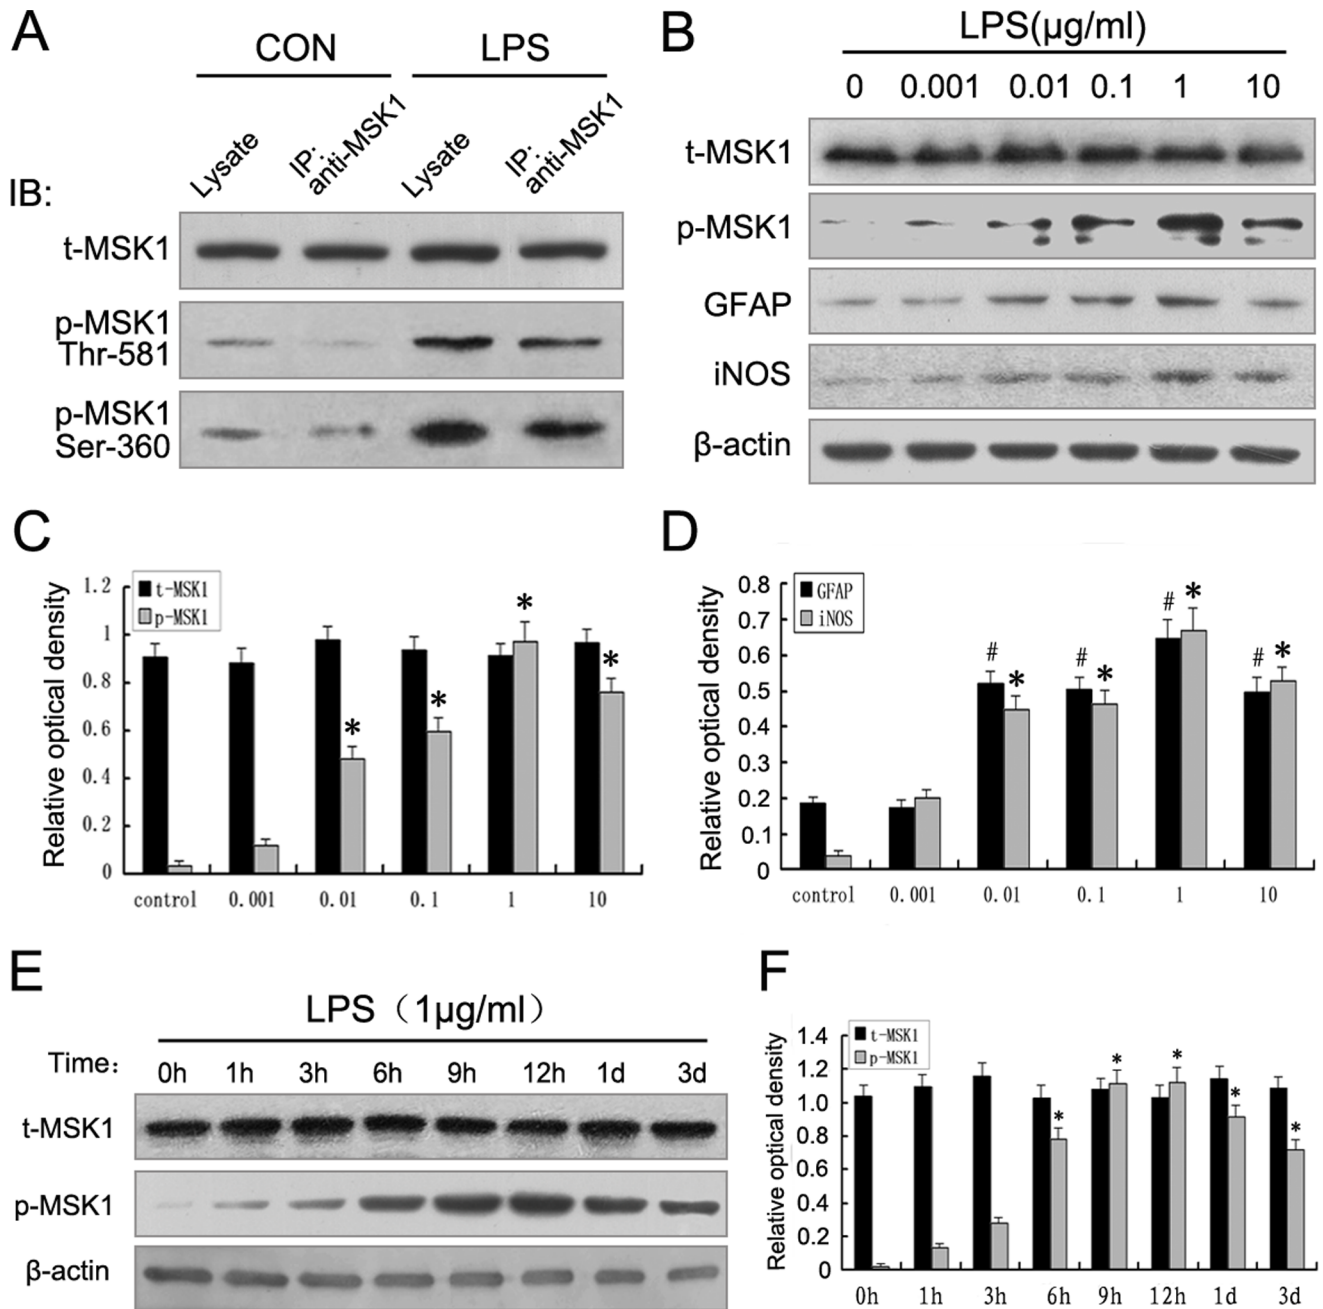 A
CON LPS
Lysate
IP:
anti-MSK1
Lysate
IP:
anti-MSK1
IB:
t-MSK1
p-MSK1
Thr-581
p-MSK1
Ser-360
B
LPS(μg/ml)
0 0.001 0.01 0.1 1 10
t-MSK1
p-MSK1
GFAP
iNOS
β-actin
C
Relative optical density
1.2
1
0.8
0.6
0.4
0.2
0
t-MSK1
p-MSK1
* * * *
control 0.001 0.01 0.1 1 10
D
Relative optical density
0.8
0.7
0.6
0.5
0.4
0.3
0.2
0.1
0
GFAP
iNOS
# * # * # * # *
control 0.001 0.01 0.1 1 10
E
LPS（1μg/ml）
Time： 0h 1h 3h 6h 9h 12h 1d 3d
t-MSK1
p-MSK1
β-actin
F
Relative optical density
1.4
1.2
1.0
0.8
0.6
0.4
0.2
0
t-MSK1
p-MSK1
* * * * *
0h 1h 3h 6h 9h 12h 1d 3d